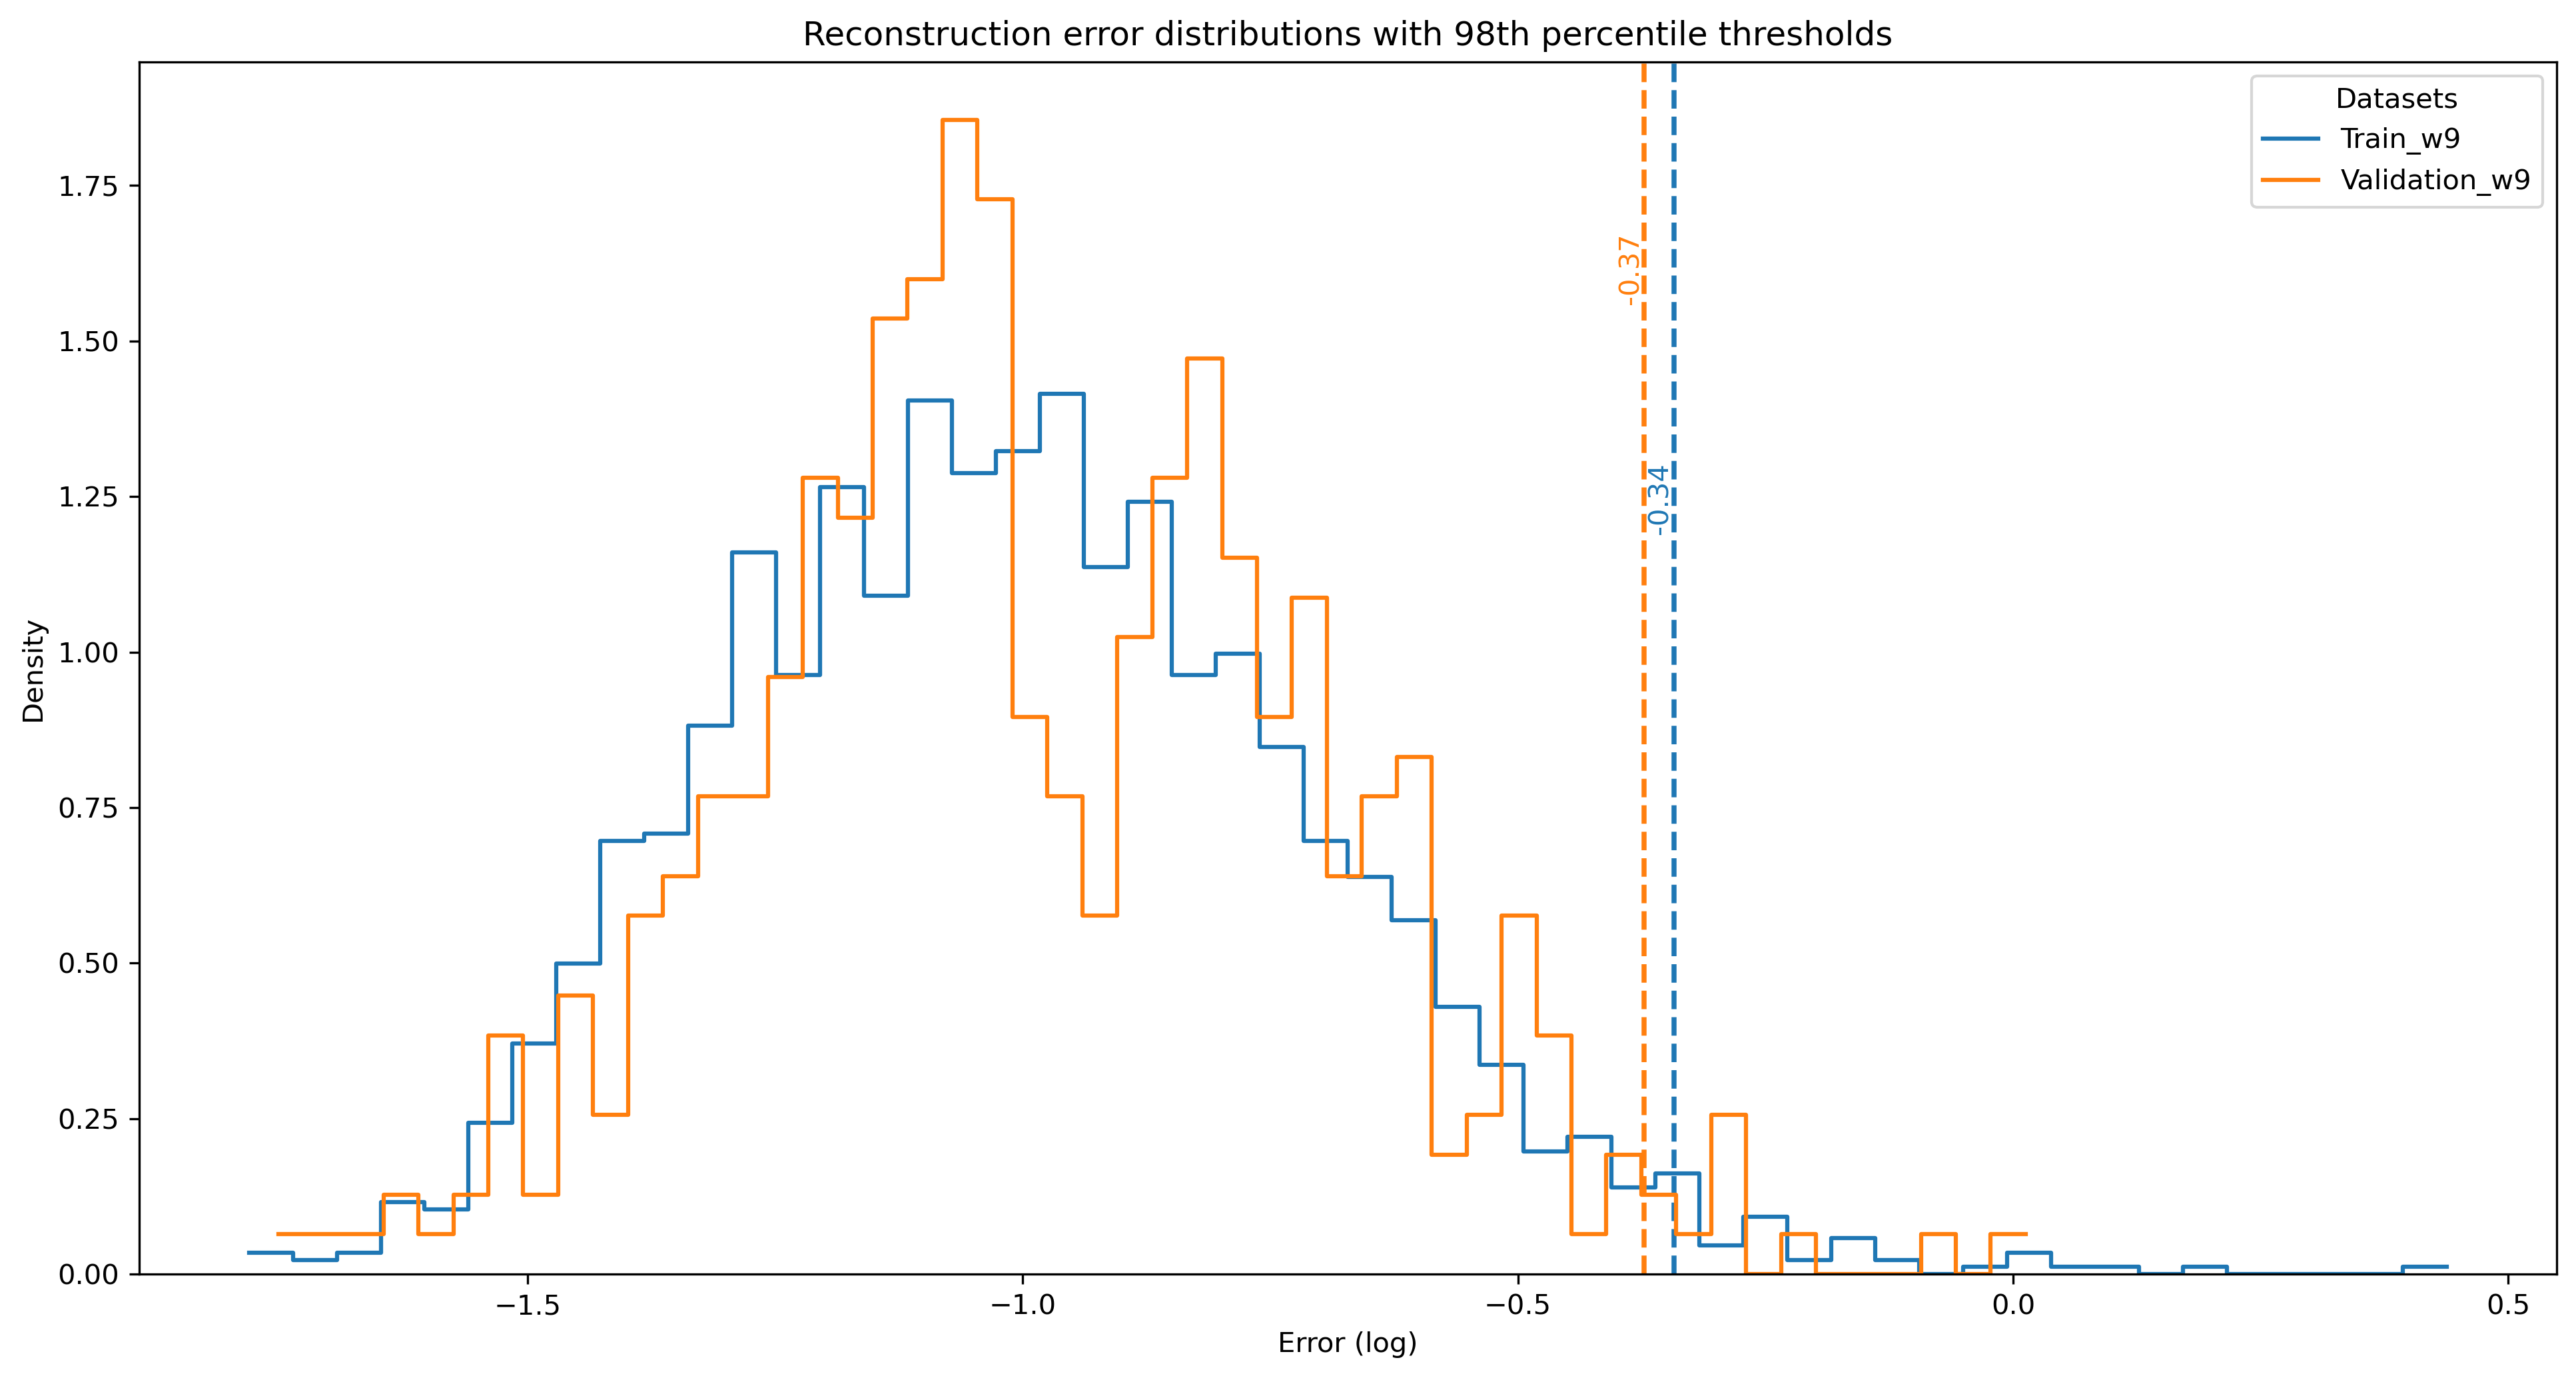 Reconstruction error distributions with 98th percentile thresholds
Datasets
Train_w9
Validation_w9
-0.37
-0.34
Density
1.75
1.50
1.25
1.00
0.75
0.50
0.25
0.00
−1.5
−1.0
−0.5
0.0
0.5
Error (log)